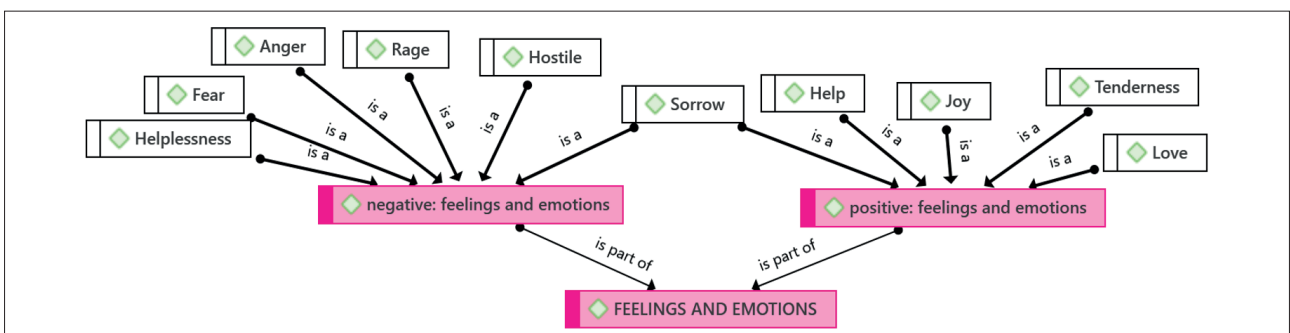 Anger
Rage
Hostile
Fear
Sorrow
Help
Joy
Tenderness
Helplessness
Love
is a
is a
is a
is a
is a
is a
is a
is a
is a
is a
is a
negative: feelings and emotions
positive: feelings and emotions
is part of
is part of
FEELINGS AND EMOTIONS